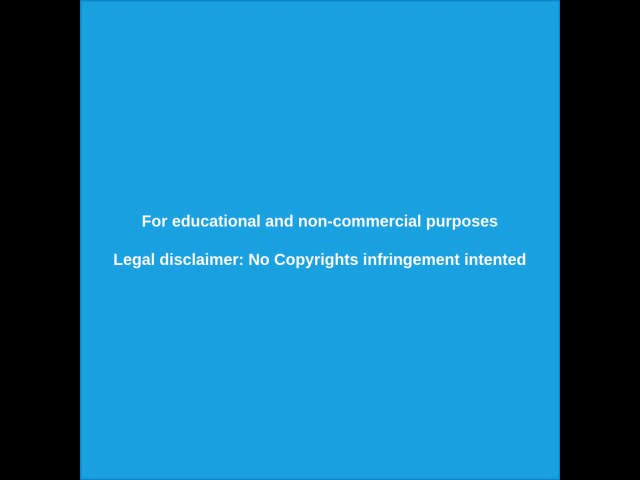 For educational and non-commercial purposes
Legal disclaimer: No Copyrights infringement intented